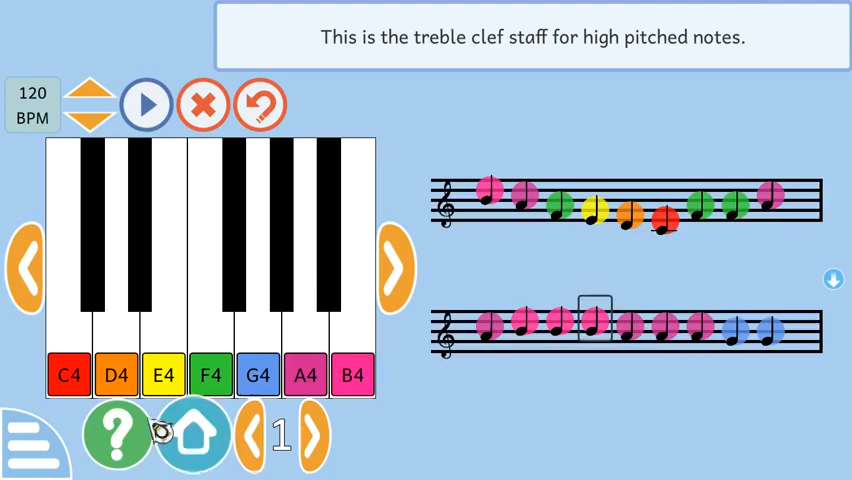 This is the treble clef staff for high pitched notes.
120
BPM
C4 D4 E4 F4 G4 A4 B4
?
1